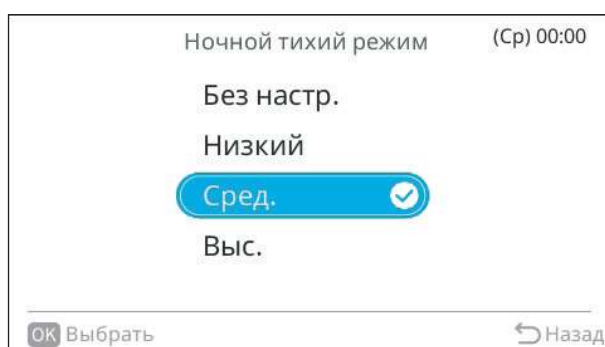 Ночной тихий режим (Ср) 00:00
Без настр.
Низкий
Сред.
Выс.
OK Выбрать Назад